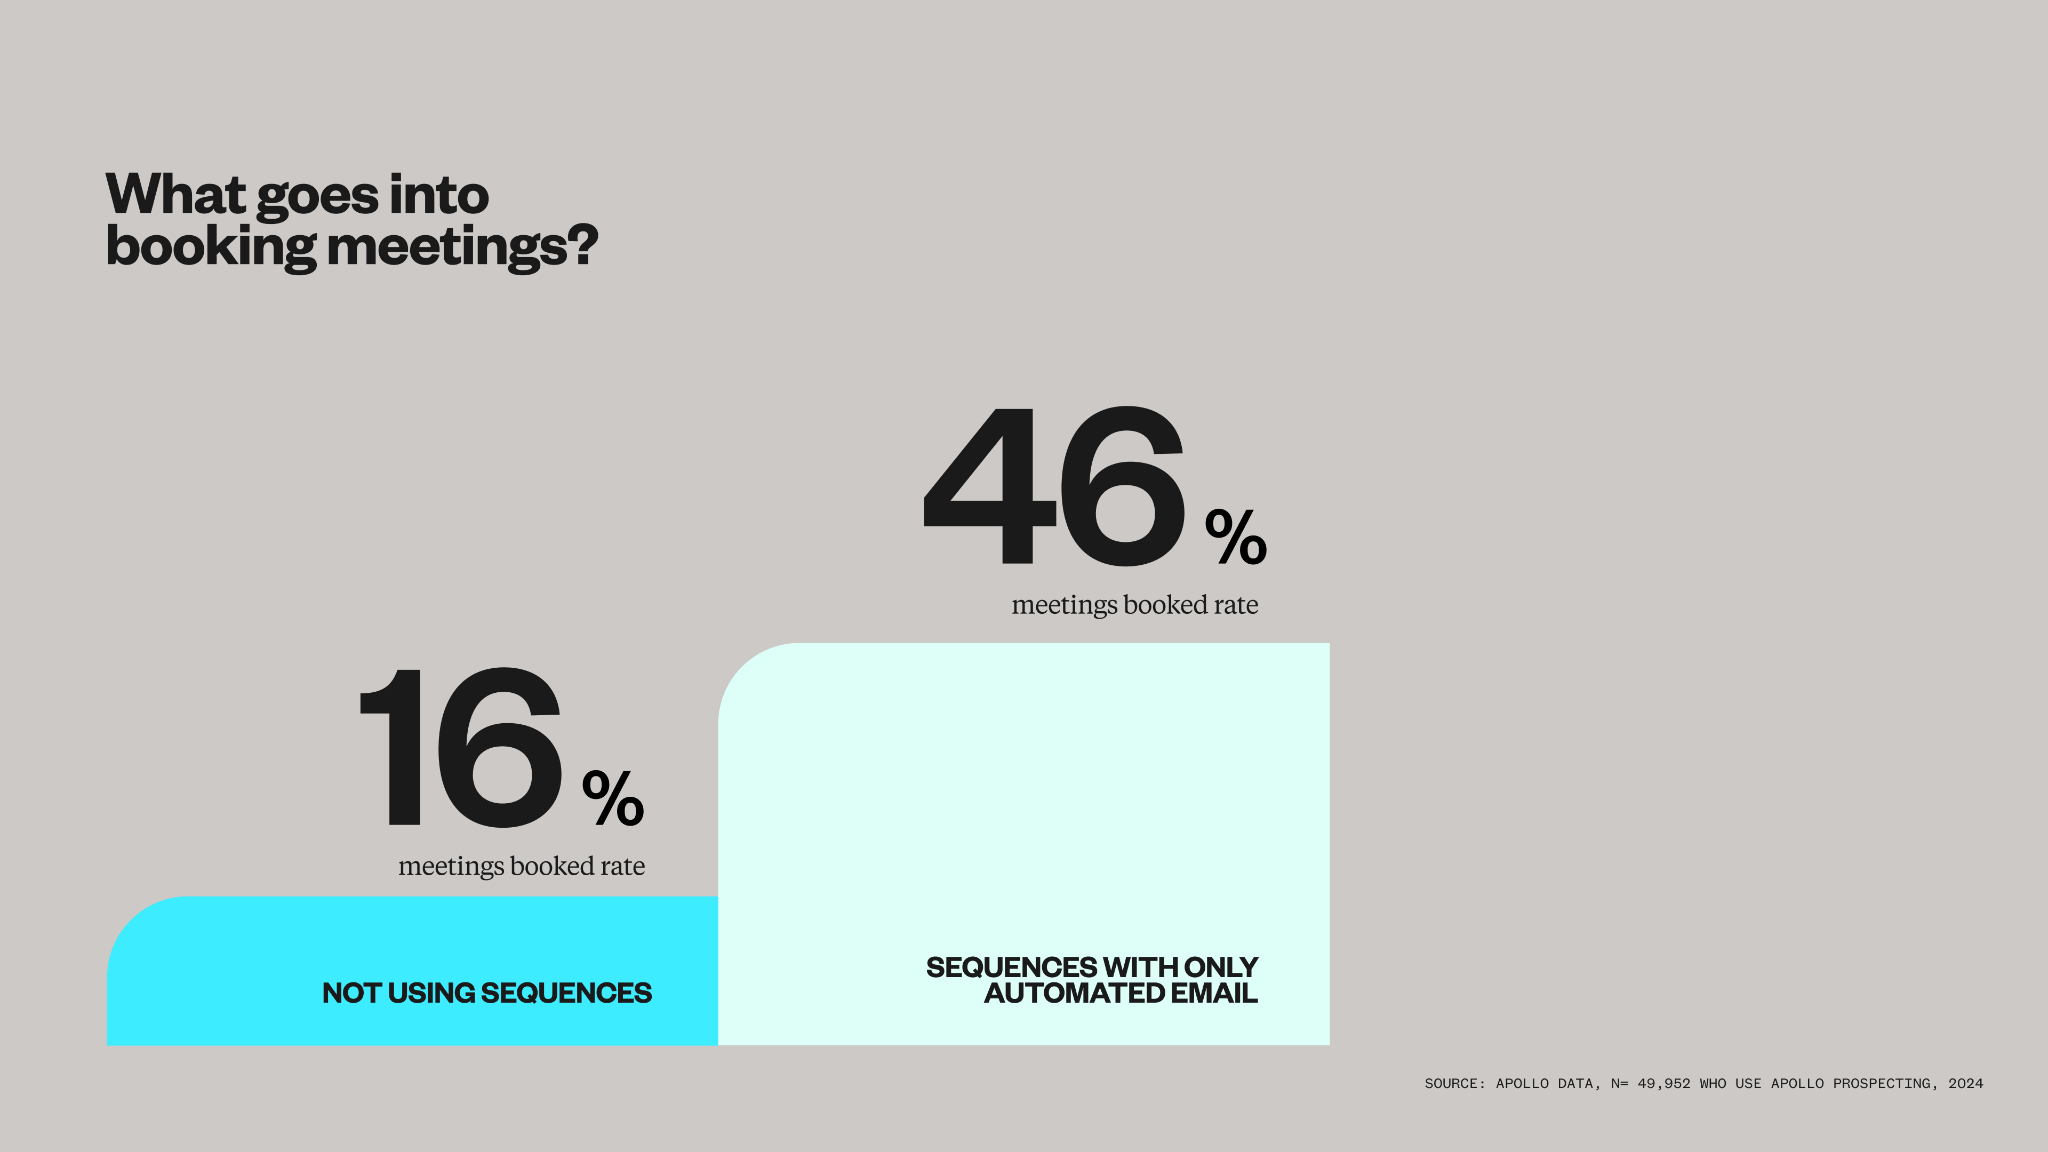 What goes into
booking meetings?
46 %
meetings booked rate
16 %
meetings booked rate
SEQUENCES WITH ONLY
AUTOMATED EMAIL
NOT USING SEQUENCES
SOURCE: APOLLO DATA, N= 49,952 WHO USE APOLLO PROSPECTING, 2024